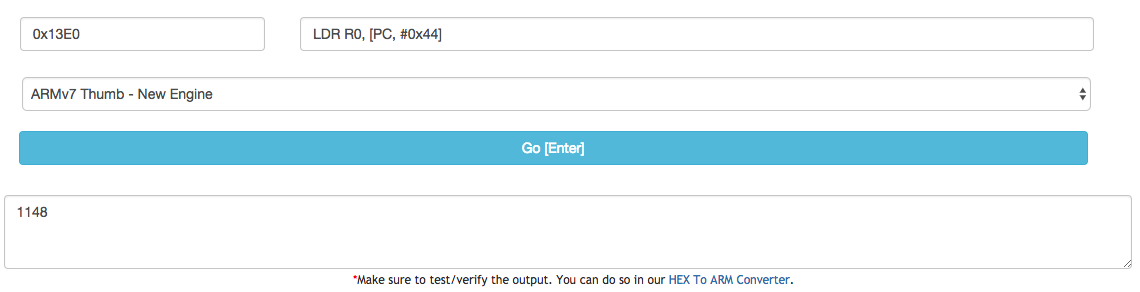 0x13E0 LDR R0, [PC, #0x44]
ARMv7 Thumb - New Engine
Go [Enter]
1148
*Make sure to test/verify the output. You can do so in our HEX To ARM Converter.